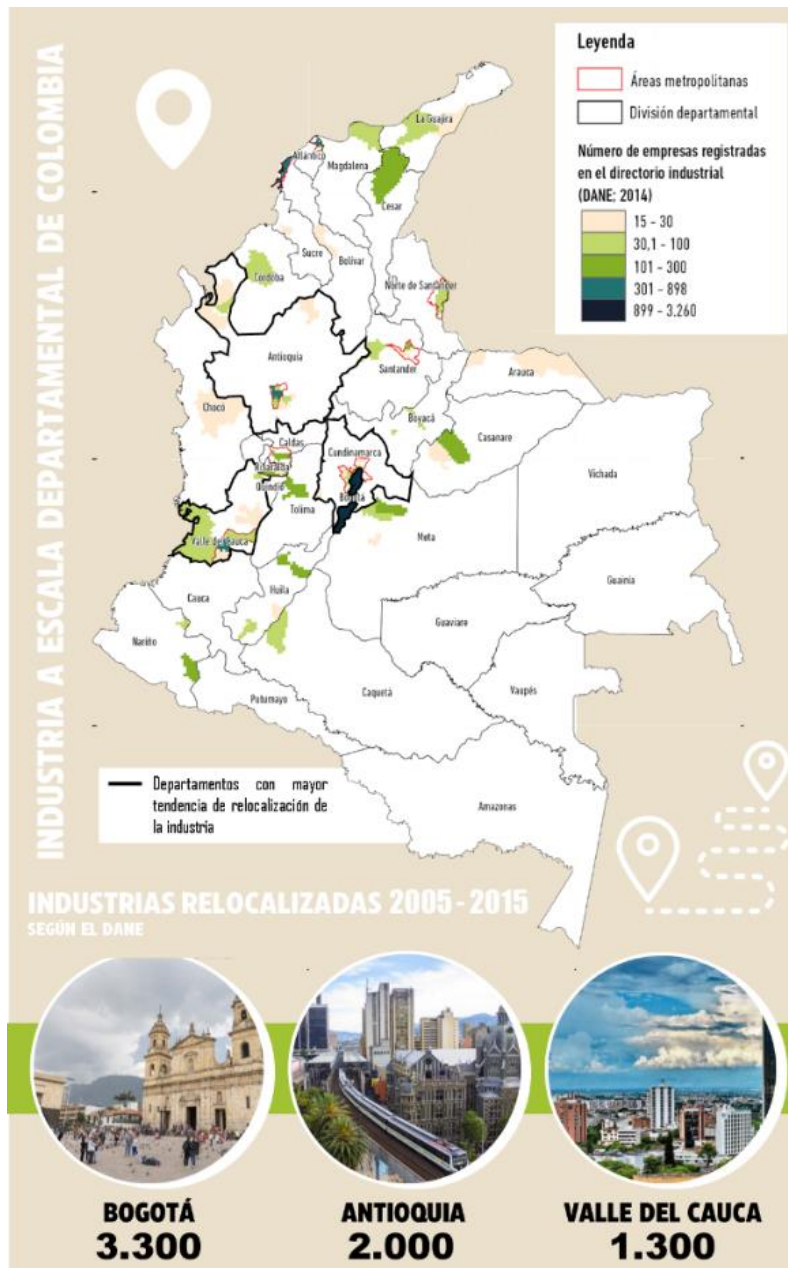 INDUSTRIA A ESCALA DEPARTAMENTAL DE COLOMBIA
Leyenda
Áreas metropolitanas
División departamental
Número de empresas registradas
en el directorio industrial
(DANE; 2014)
15 - 30
30,1 - 100
101 - 300
301 - 898
899 - 3.260
La Guajira
Atlántico
Magdalena
Cesar
Sucre
Bolívar
Córdoba
Norte de Santander
Antioquia
Santander
Arauca
Chocó
Boyacá
Casanare
Caldas
Cundinamarca
Risaralda
Vichada
Quindío
Bogotá
Tolima
Valle del Cauca
Meta
Guainía
Cauca
Huila
Guaviare
Nariño
Caquetá
Vaupés
Putumayo
Amazonas
Departamentos con mayor
tendencia de relocalización de
la industria
INDUSTRIAS RELOCALIZADAS 2005-2015
SEGÚN EL DANE
BOGOTÁ
3.300
ANTIOQUIA
2.000
VALLE DEL CAUCA
1.300